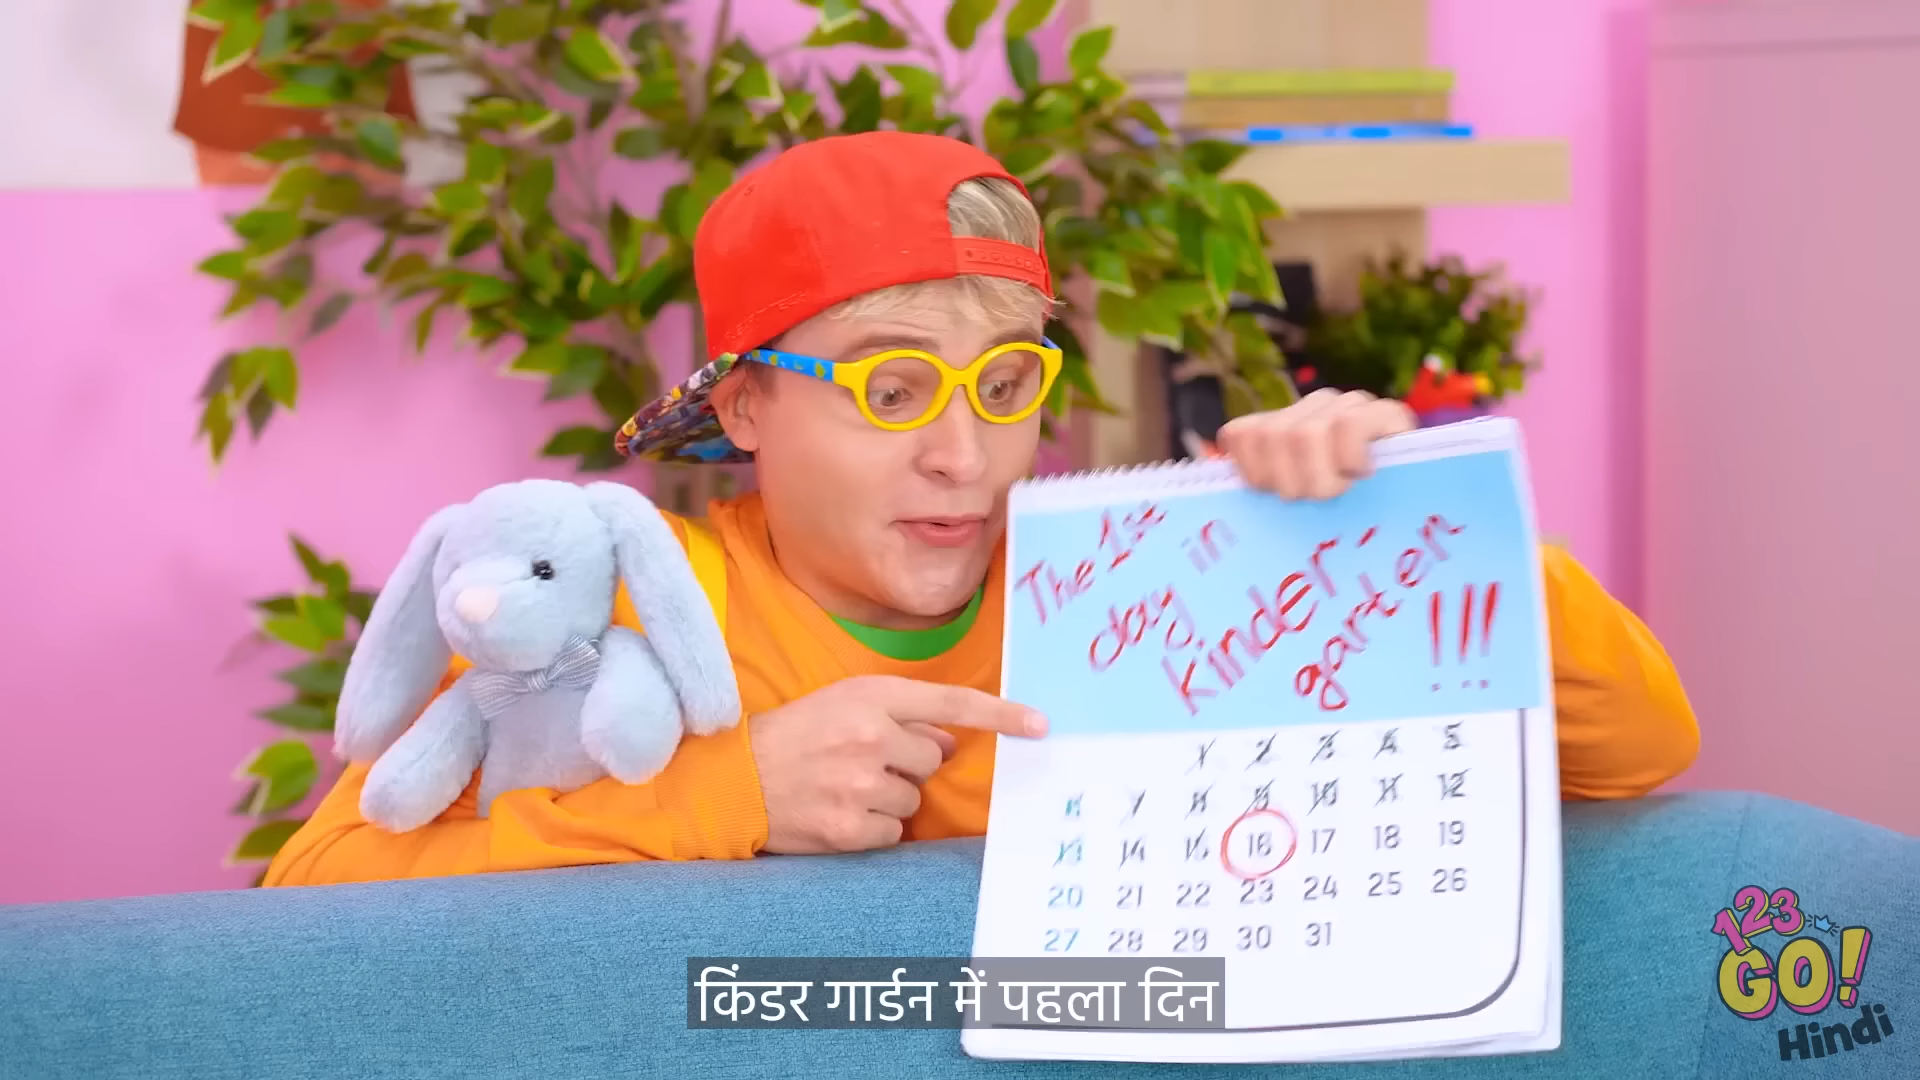 The 1st
day in
kinder-
garten
!!!
1 2 3 4 5
6 7 8 9 10 11 12
13 14 15 16 17 18 19
20 21 22 23 24 25 26
27 28 29 30 31
किंडर गार्डन में पहला दिन
123
GO!
Hindi